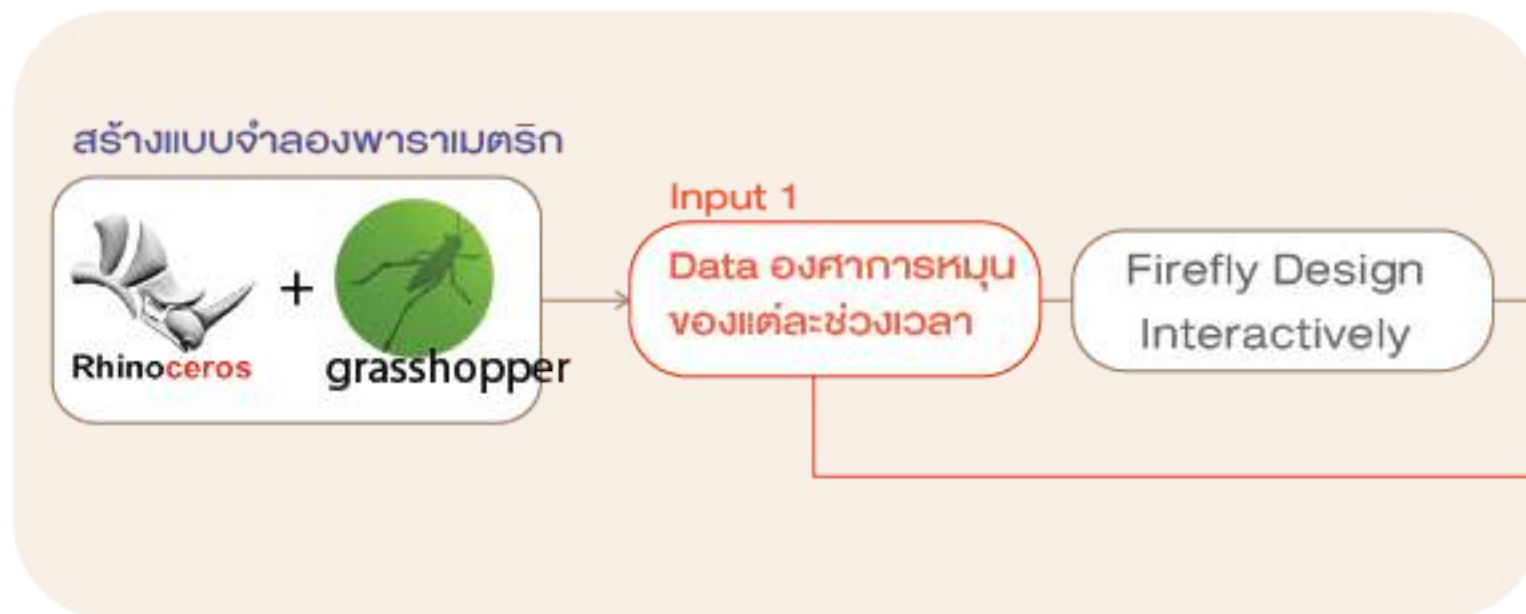 สร้างแบบจำลองพาราเมตริก
Rhinoceros
+
grasshopper
Input 1
Data องศาการหมุน
ของแต่ละช่วงเวลา
Firefly Design
Interactively